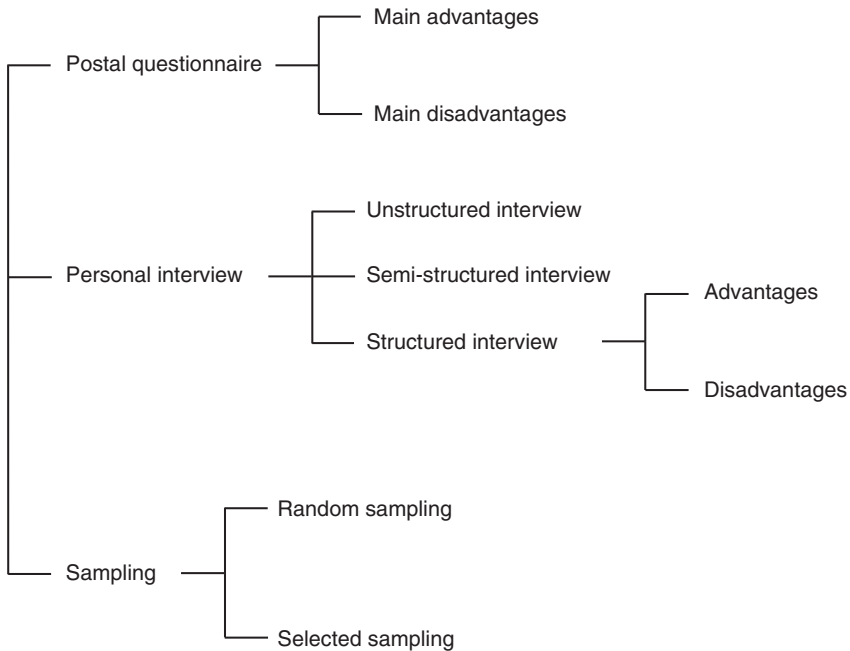 Main advantages
Postal questionnaire
Main disadvantages
Unstructured interview
Personal interview
Semi-structured interview
Structured interview
Advantages
Disadvantages
Random sampling
Sampling
Selected sampling